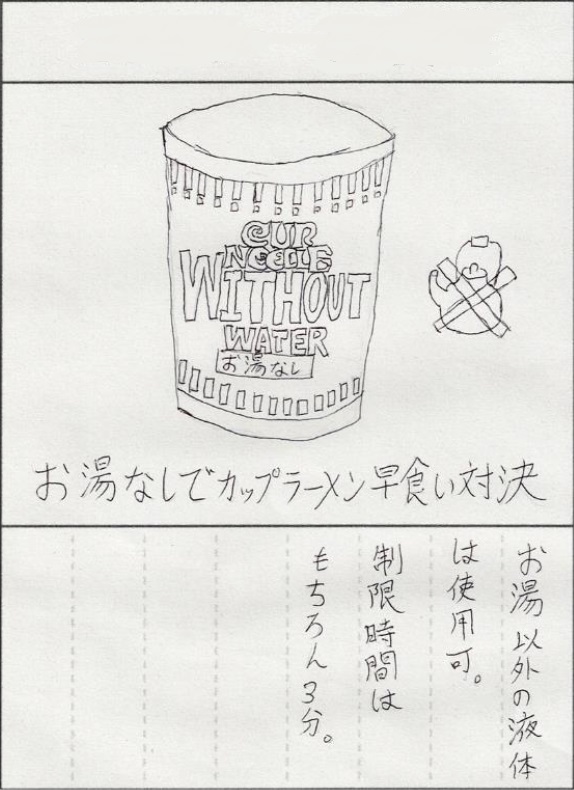 CUP
NOODLE
WITHOUT
WATER
お湯なし
お湯なしでカップラーメン早食い対決
お湯以外の液体
は使用可。
制限時間は
もちろん3分。